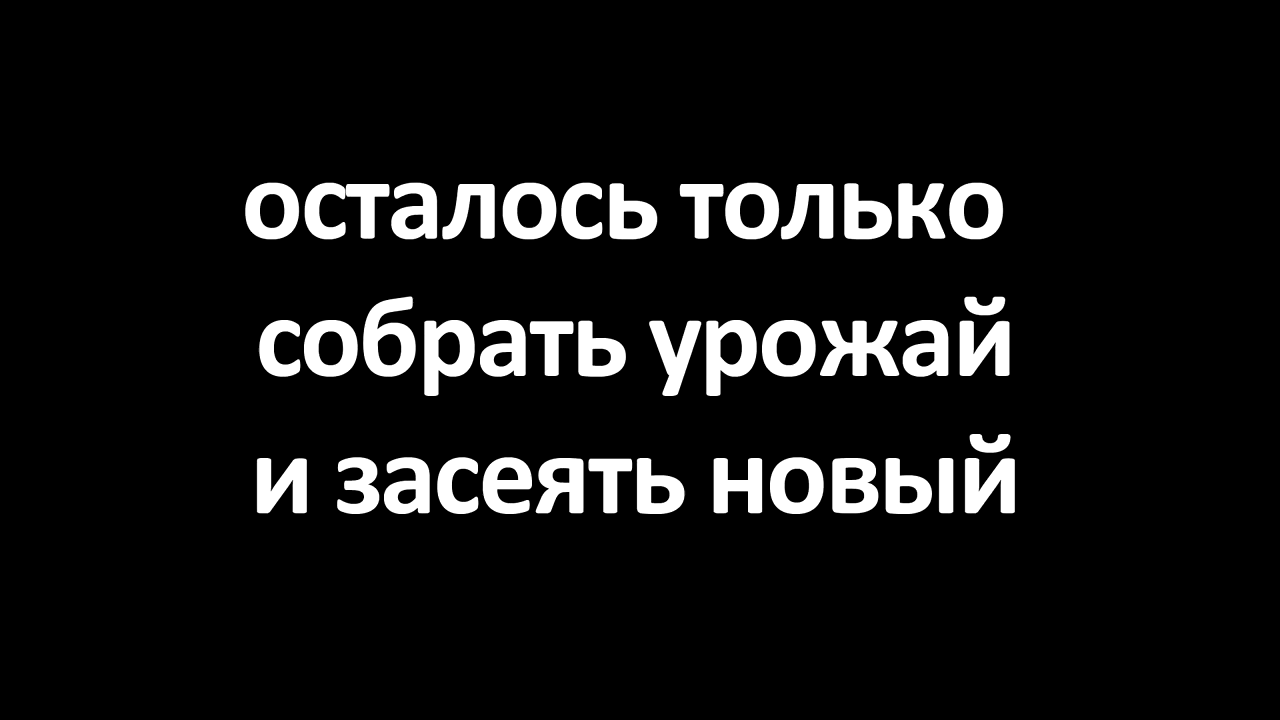 осталось только
собрать урожай
и засеять новый